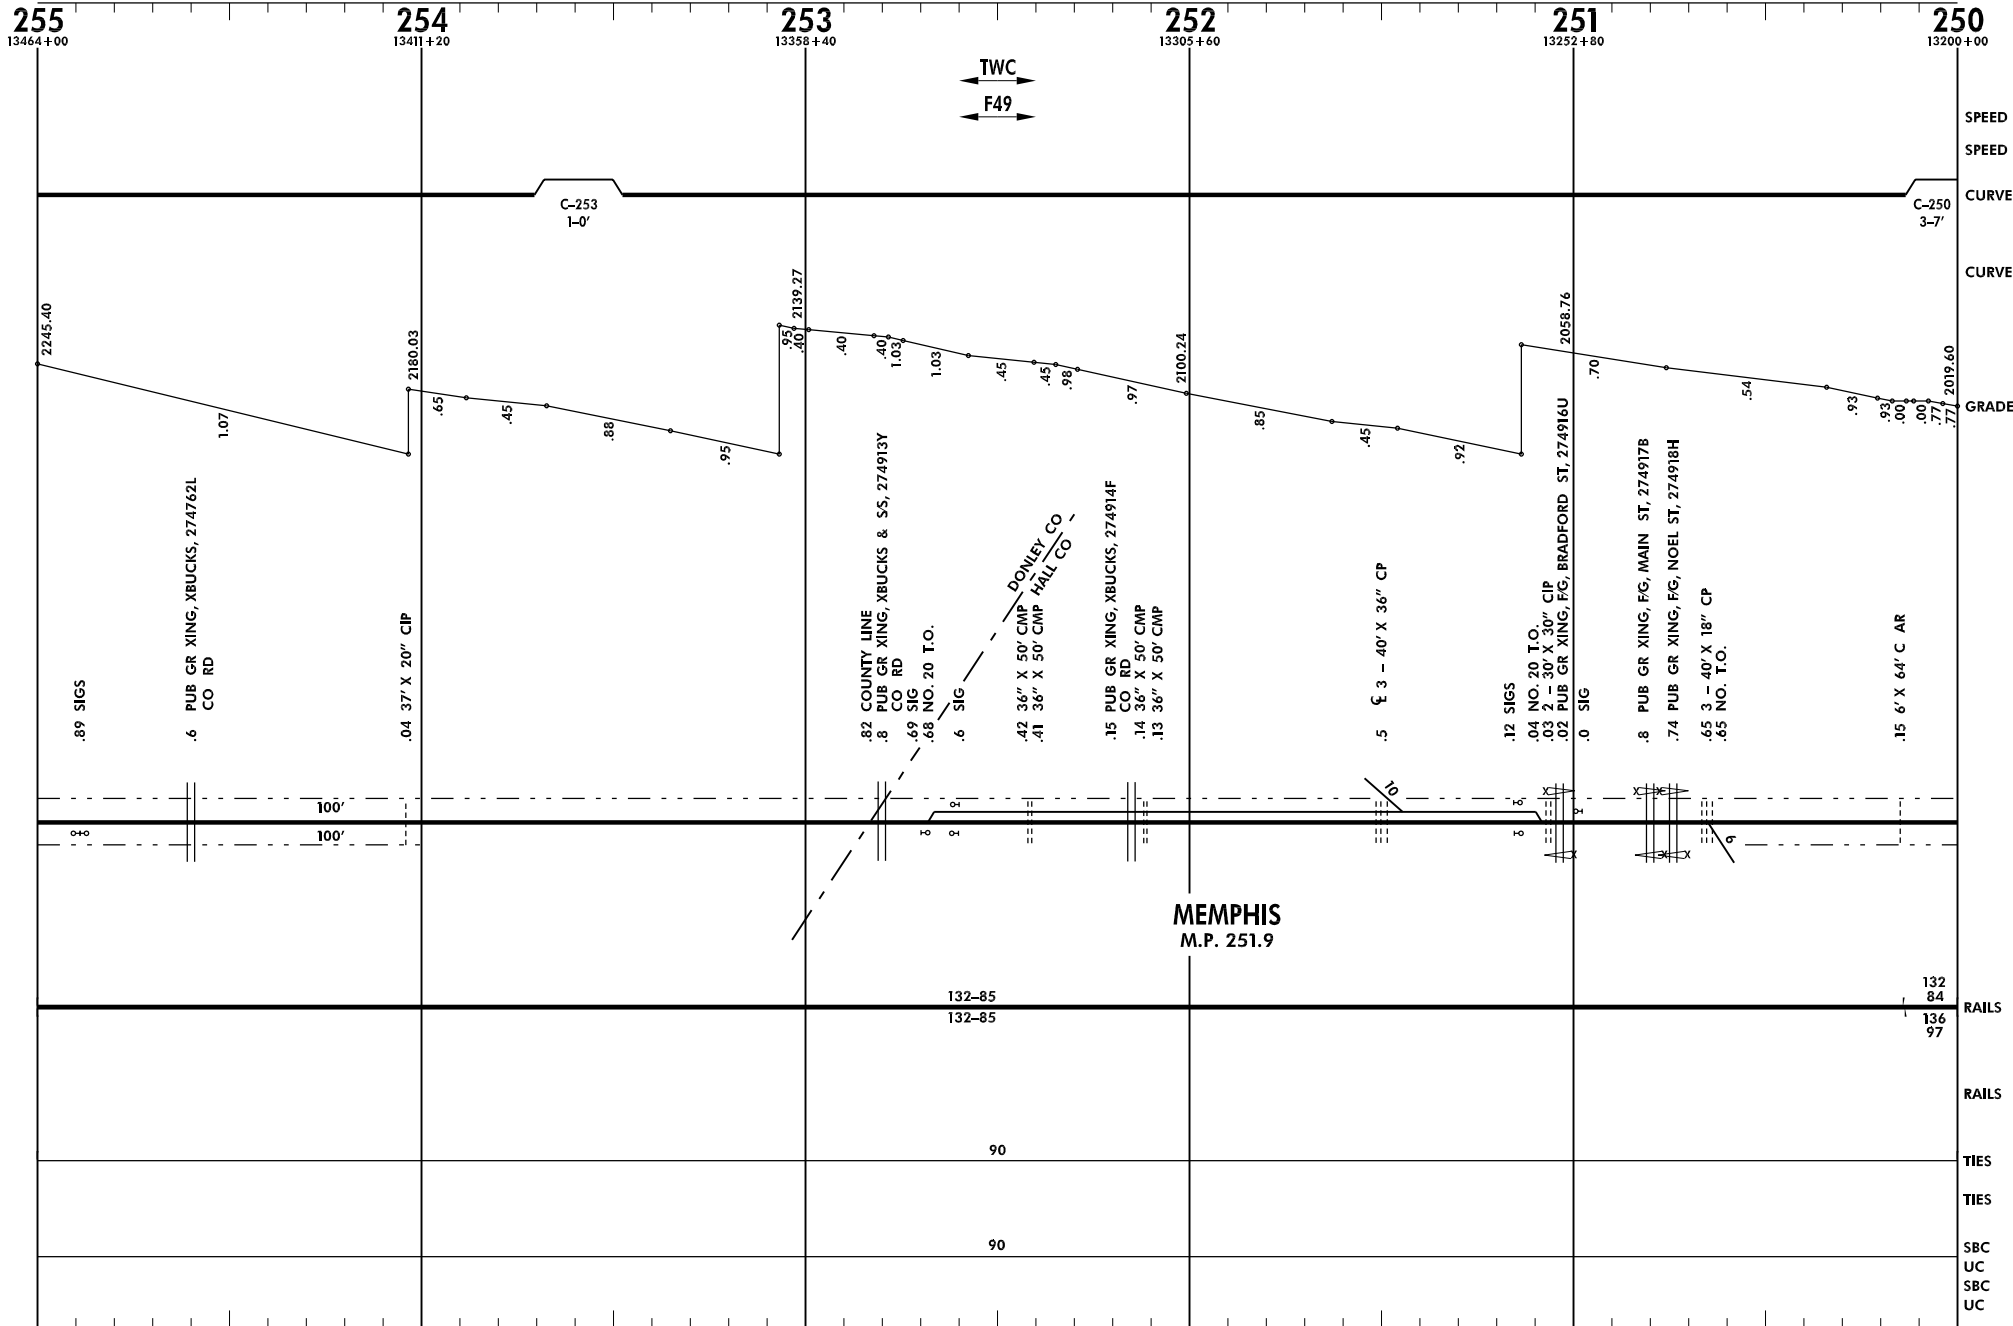 255 254 253 252 251 250
13464+00 13411+20 13358+40 13305+60 13252+80 13200+00
TWC
F49
SPEED
SPEED
CURVE
C–253
1–0′
C–250
3–7′
CURVE
2245.40
2180.03
2139.27
2100.24
2058.76
2019.60
GRADE
1.07
.65
.45
.88
.95
.95
.40
.40
.40
1.03
1.03
.45
.45
.98
.97
.85
.45
.92
.70
.54
.93
.93
.00
.00
.77
.77
.89 SIGS
.6 PUB GR XING, XBUCKS, 274762L
CO RD
.04 37′ X 20″ CIP
.82 COUNTY LINE
.8 PUB GR XING, XBUCKS & S/S, 274913Y
CO RD
.69 SIG
.68 NO. 20 T.O.
.6 SIG
DONLEY CO
HALL CO
.42 36″ X 50′ CMP
.41 36″ X 50′ CMP
.15 PUB GR XING, XBUCKS, 274914F
CO RD
.14 36″ X 50′ CMP
.13 36″ X 50′ CMP
.5 ℄ 3 – 40′ X 36″ CP
.12 SIGS
.04 NO. 20 T.O.
.03 2 – 30′ X 30″ CIP
.02 PUB GR XING, F/G, BRADFORD ST, 274916U
.0 SIG
.8 PUB GR XING, F/G, MAIN ST, 274917B
.74 PUB GR XING, F/G, NOEL ST, 274918H
.65 3 – 40′ X 18″ CP
.65 NO. T.O.
.15 6′ X 64′ C AR
100′
100′
10
X
X X
X
X X
9
MEMPHIS
M.P. 251.9
132–85
132–85
132
84
136
97
RAILS
RAILS
90
TIES
TIES
90
SBC
UC
SBC
UC